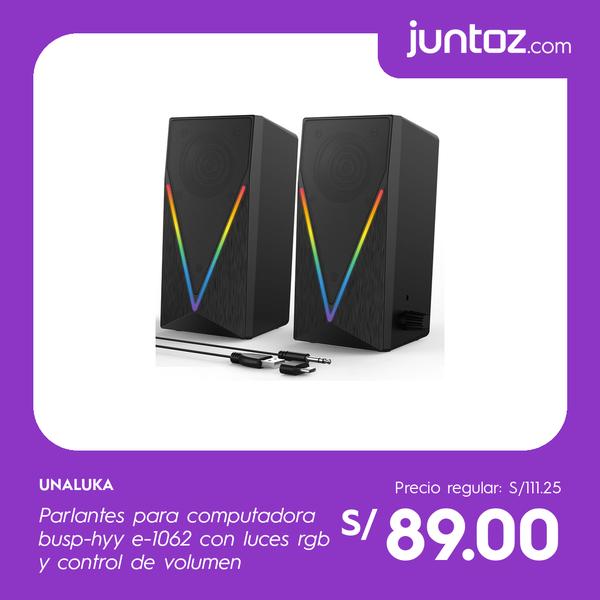 juntoz.com
UNALUKA
Parlantes para computadora
busp-hyy e-1062 con luces rgb
y control de volumen
Precio regular: S/111.25
S/ 89.00